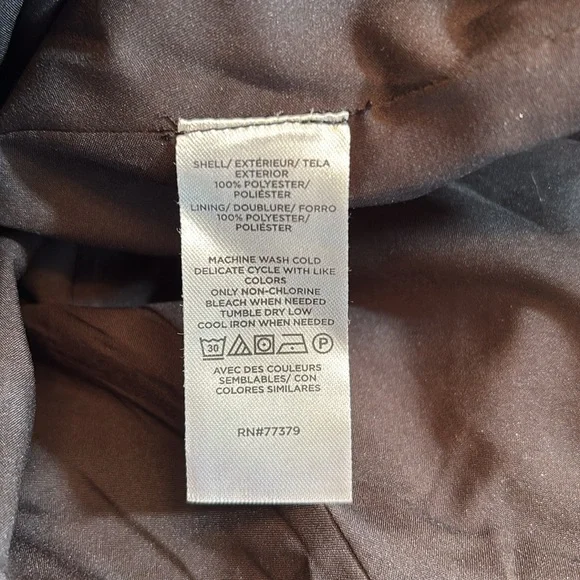 SHELL/ EXTÉRIEUR/ TELA
EXTERIOR
100% POLYESTER/
POLIÉSTER
LINING/ DOUBLURE/ FORRO
100% POLYESTER/
POLIÉSTER
MACHINE WASH COLD
DELICATE CYCLE WITH LIKE
COLORS
ONLY NON-CHLORINE
BLEACH WHEN NEEDED
TUMBLE DRY LOW
COOL IRON WHEN NEEDED
30 P
AVEC DES COULEURS
SEMBLABLES/ CON
COLORES SIMILARES
RN#77379